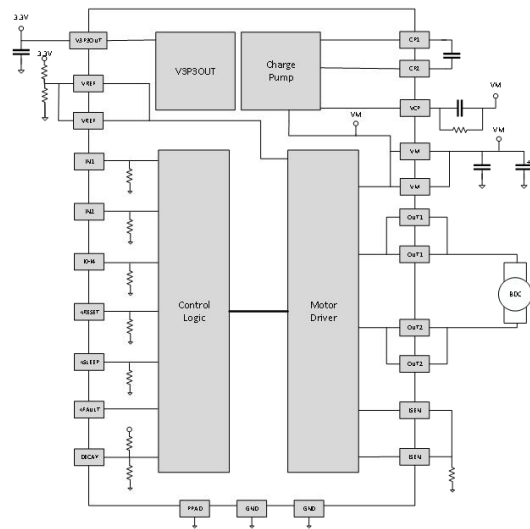 3.3V
V3P3OUT
3.3V
VREF
VREF
IN1
IN2
I0-I4
nRESET
nSLEEP
nFAULT
DECAY
V3P3OUT
Charge
Pump
VM
Control
Logic
Motor
Driver
CP1
CP2
VCP
VM
VM
VM
VM
OUT1
OUT1
BDC
OUT2
OUT2
ISEN
ISEN
PPAD
GND
GND